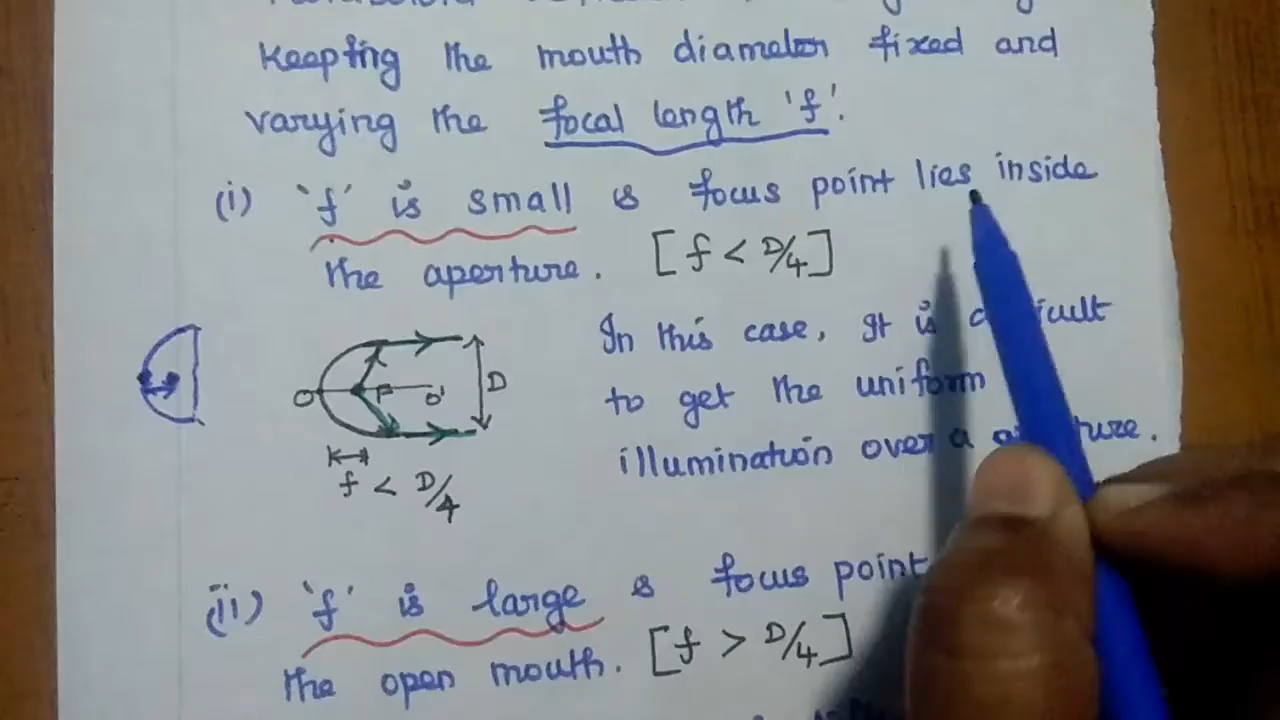 keeping the mouth diameter fixed and
varying the focal length 'f'.
(i) 'f' is small & focus point lies inside
the aperture. [f < D/4]
In this case, It is
to get the uniform
illumination over a
O F O' D
f < D/4
(ii) 'f' is large & focus point
the open mouth. [f > D/4]